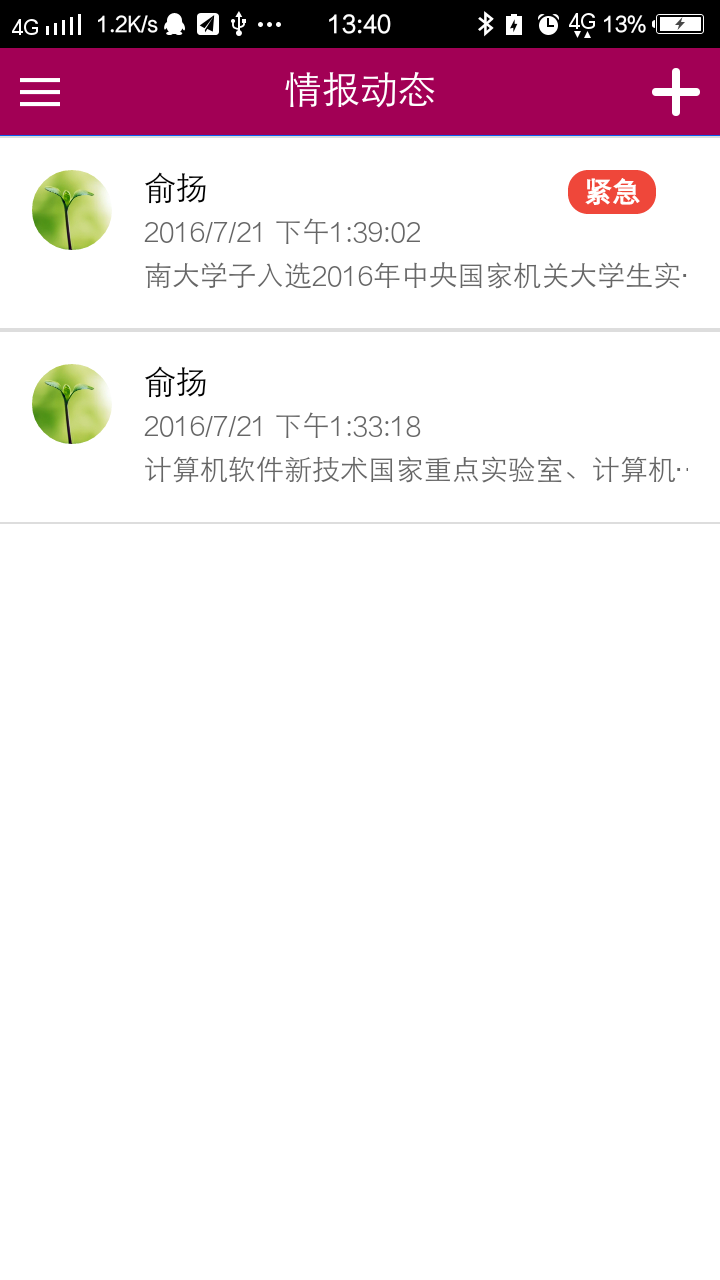 4G 1.2K/s 13:40 4G 13%
情报动态
俞扬 紧急
2016/7/21 下午1:39:02
南大学子入选2016年中央国家机关大学生实·
俞扬
2016/7/21 下午1:33:18
计算机软件新技术国家重点实验室、计算机··